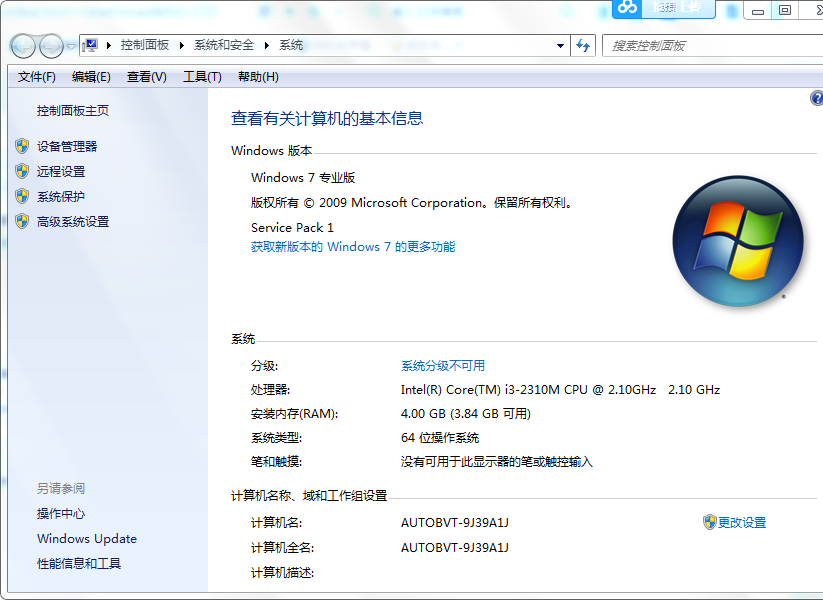 控制面板 ▸ 系统和安全 ▸ 系统
搜索控制面板
文件(F) 编辑(E) 查看(V) 工具(T) 帮助(H)
控制面板主页
设备管理器
远程设置
系统保护
高级系统设置
另请参阅
操作中心
Windows Update
性能信息和工具
查看有关计算机的基本信息
Windows 版本
Windows 7 专业版
版权所有 © 2009 Microsoft Corporation。保留所有权利。
Service Pack 1
获取新版本的 Windows 7 的更多功能
系统
分级: 系统分级不可用
处理器: Intel(R) Core(TM) i3-2310M CPU @ 2.10GHz 2.10 GHz
安装内存(RAM): 4.00 GB (3.84 GB 可用)
系统类型: 64 位操作系统
笔和触摸: 没有可用于此显示器的笔或触控输入
计算机名称、域和工作组设置
计算机名: AUTOBVT-9J39A1J 更改设置
计算机全名: AUTOBVT-9J39A1J
计算机描述: